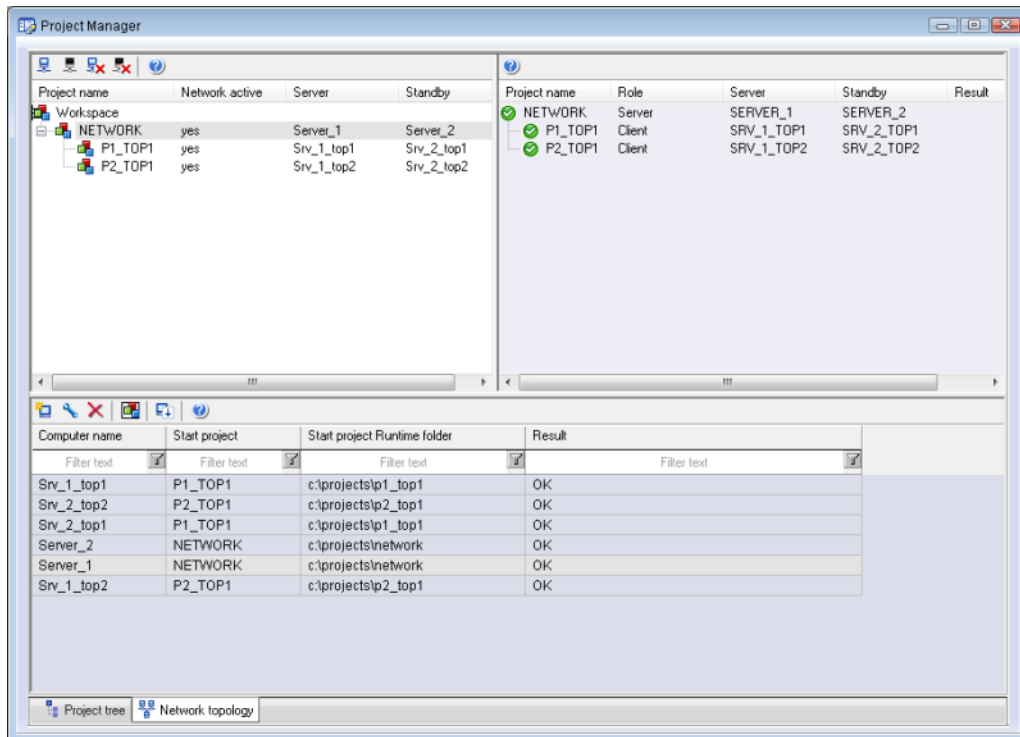 Project Manager
Project name Network active Server Standby
Workspace
NETWORK yes Server_1 Server_2
P1_TOP1 yes Srv_1_top1 Srv_2_top1
P2_TOP1 yes Srv_1_top2 Srv_2_top2
Project name Role Server Standby Result
NETWORK Server SERVER_1 SERVER_2
P1_TOP1 Client SRV_1_TOP1 SRV_2_TOP1
P2_TOP1 Client SRV_1_TOP2 SRV_2_TOP2
Computer name Start project Start project Runtime folder Result
Filter text Filter text Filter text Filter text
Srv_1_top1 P1_TOP1 c:\projects\p1_top1 OK
Srv_2_top2 P2_TOP1 c:\projects\p2_top1 OK
Srv_2_top1 P1_TOP1 c:\projects\p1_top1 OK
Server_2 NETWORK c:\projects\network OK
Server_1 NETWORK c:\projects\network OK
Srv_1_top2 P2_TOP1 c:\projects\p2_top1 OK
Project tree Network topology